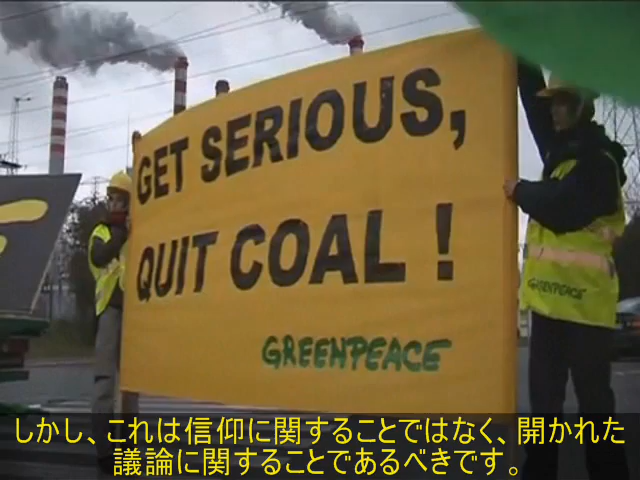 GET SERIOUS,
QUIT COAL!
GREENPEACE
GREENPEACE
しかし、これは信仰に関することではなく、開かれた
議論に関することであるべきです。